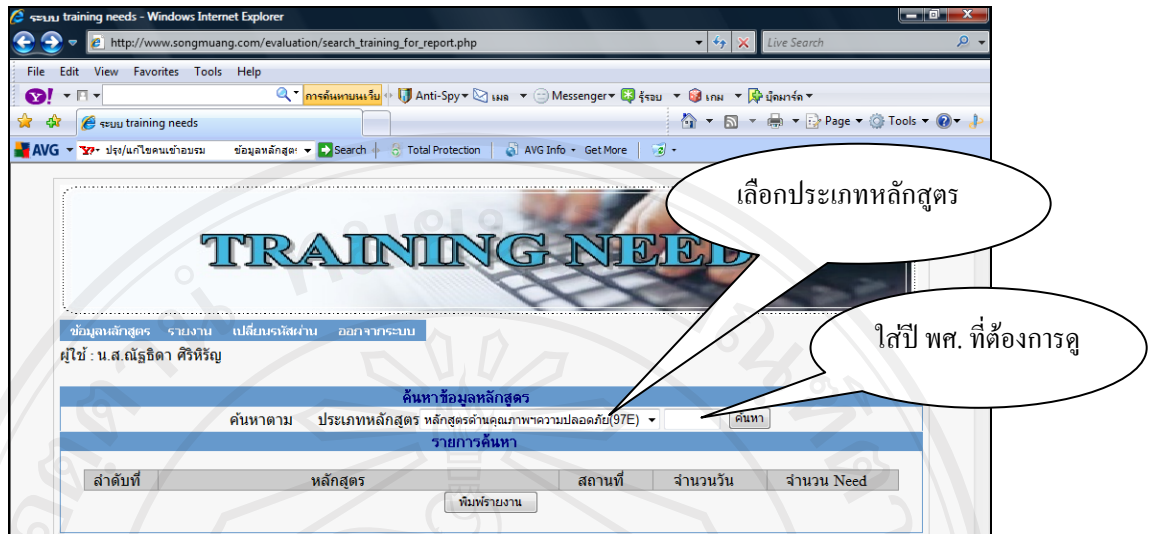 ระบบ training needs - Windows Internet Explorer
http://www.songmuang.com/evaluation/search_training_for_report.php
Live Search
File Edit View Favorites Tools Help
Y! การค้นหาบนเว็บ Anti-Spy เมล Messenger รู้รอบ เกม บุ๊คมาร์ค
ระบบ training needs
Page Tools
AVG ปรุง/แก้ไขคนเข้าอบรม ข้อมูลหลักสูตร Search Total Protection AVG Info Get More
เลือกประเภทหลักสูตร
TRAINING NEED
ใส่ปี พศ. ที่ต้องการดู
ข้อมูลหลักสูตร รายงาน เปลี่ยนรหัสผ่าน ออกจากระบบ
ผู้ใช้ : น.ส.ณัฐธิดา ศิริหิรัญ
ค้นหาข้อมูลหลักสูตร
ค้นหาตาม ประเภทหลักสูตร หลักสูตรด้านคุณภาพฯความปลอดภัย(97E) ค้นหา
รายการค้นหา
ลำดับที่ หลักสูตร สถานที่ จำนวนวัน จำนวน Need
พิมพ์รายงาน